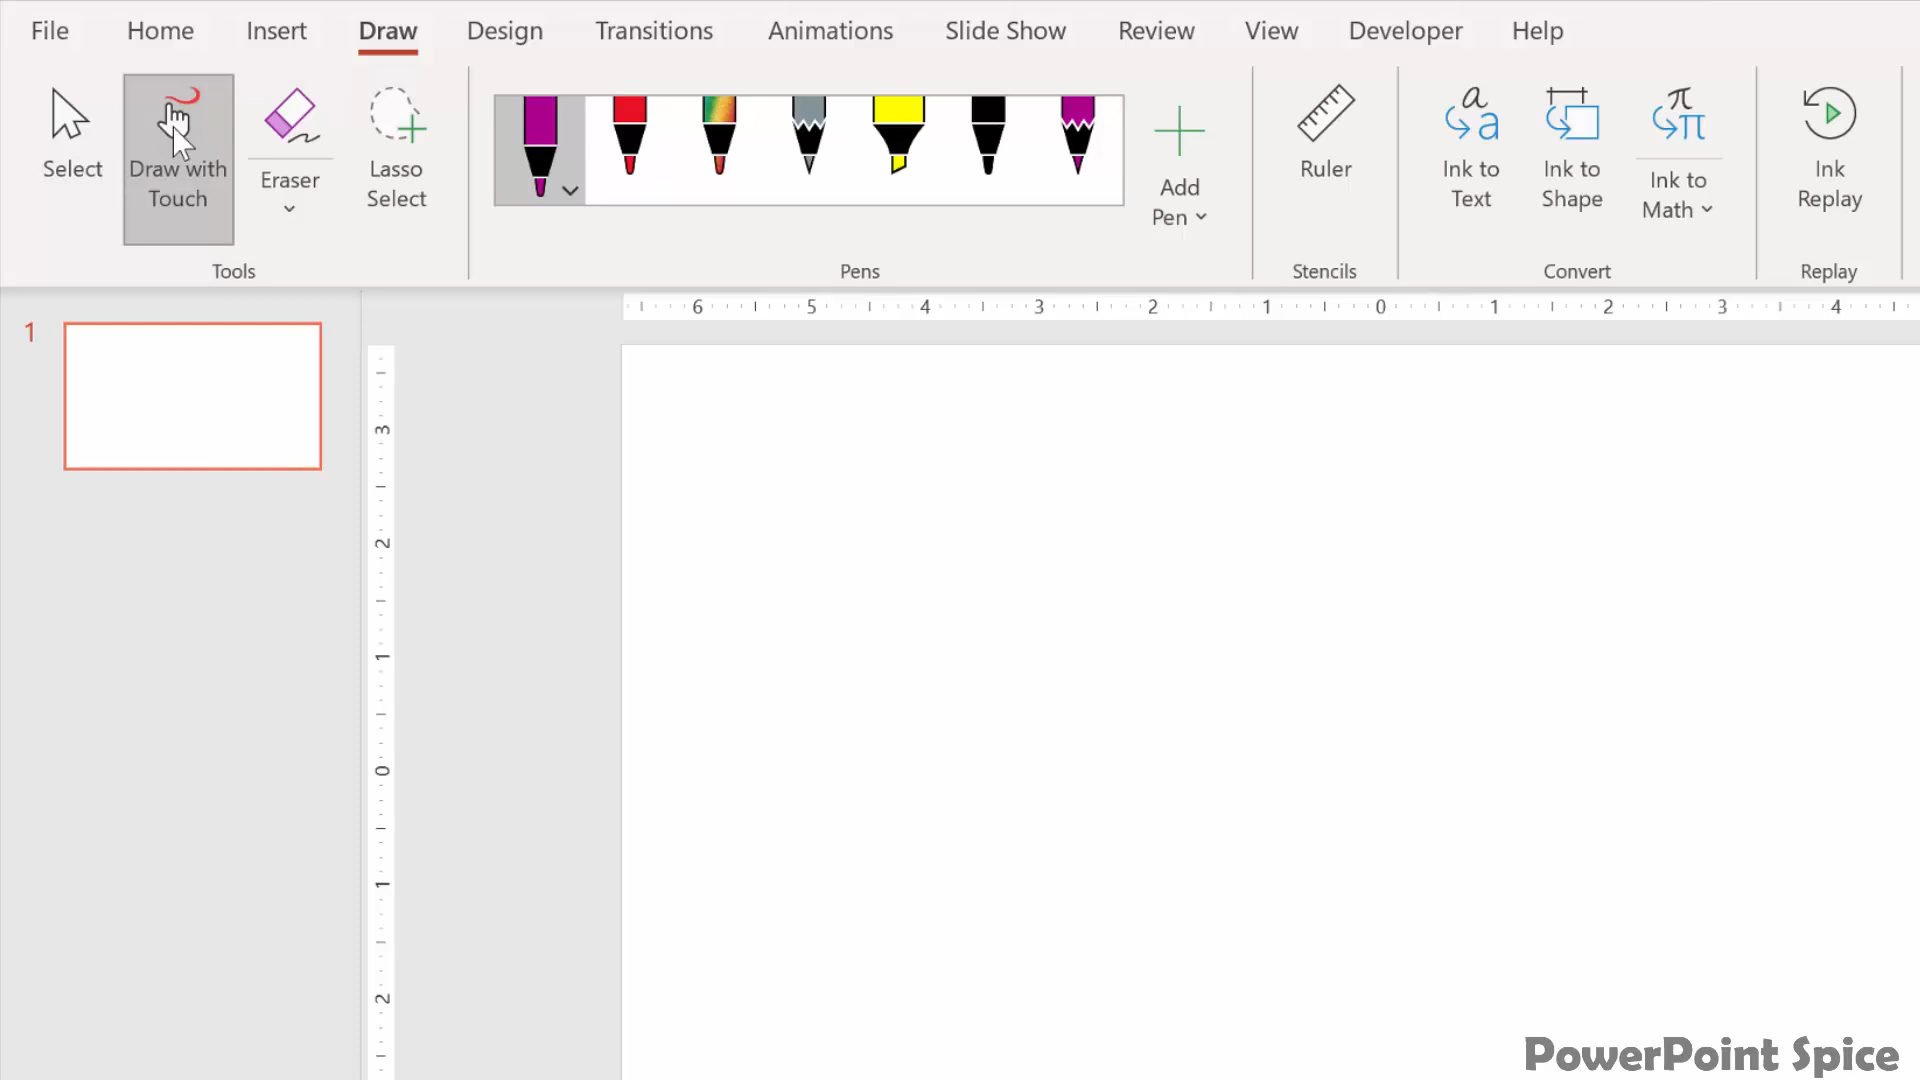 File Home Insert Draw Design Transitions Animations Slide Show Review View Developer Help
Select
Draw with
Touch
Eraser
Lasso
Select
Add
Pen
Ruler
Ink to
Text
Ink to
Shape
Ink to
Math
Ink
Replay
Tools
Pens
Stencils
Convert
Replay
1
6 5 4 3 2 1 0 1 2 3 4
3
2
1
0
1
2
PowerPoint Spice